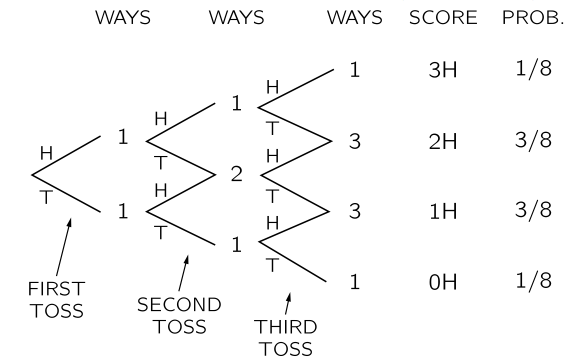 WAYS WAYS WAYS SCORE PROB.
1 3H 1/8
H
1
H
H T
1 3 2H 3/8
H T H
2
T H T
1 3 1H 3/8
T H
1
T
1 0H 1/8
FIRST
TOSS
SECOND
TOSS
THIRD
TOSS